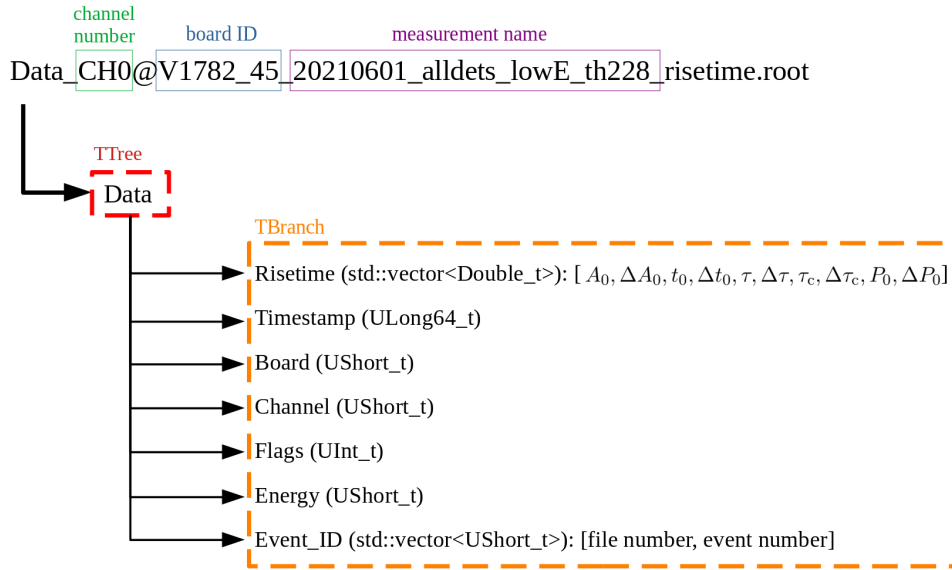 channel
number
board ID
measurement name
Data_CH0@V1782_45_20210601_alldets_lowE_th228_risetime.root
TTree
Data
TBranch
Risetime (std::vector<Double_t>): [ A₀, ΔA₀, t₀, Δt₀, τ, Δτ, τ_c, Δτ_c, P₀, ΔP₀]
Timestamp (ULong64_t)
Board (UShort_t)
Channel (UShort_t)
Flags (UInt_t)
Energy (UShort_t)
Event_ID (std::vector<UShort_t>): [file number, event number]